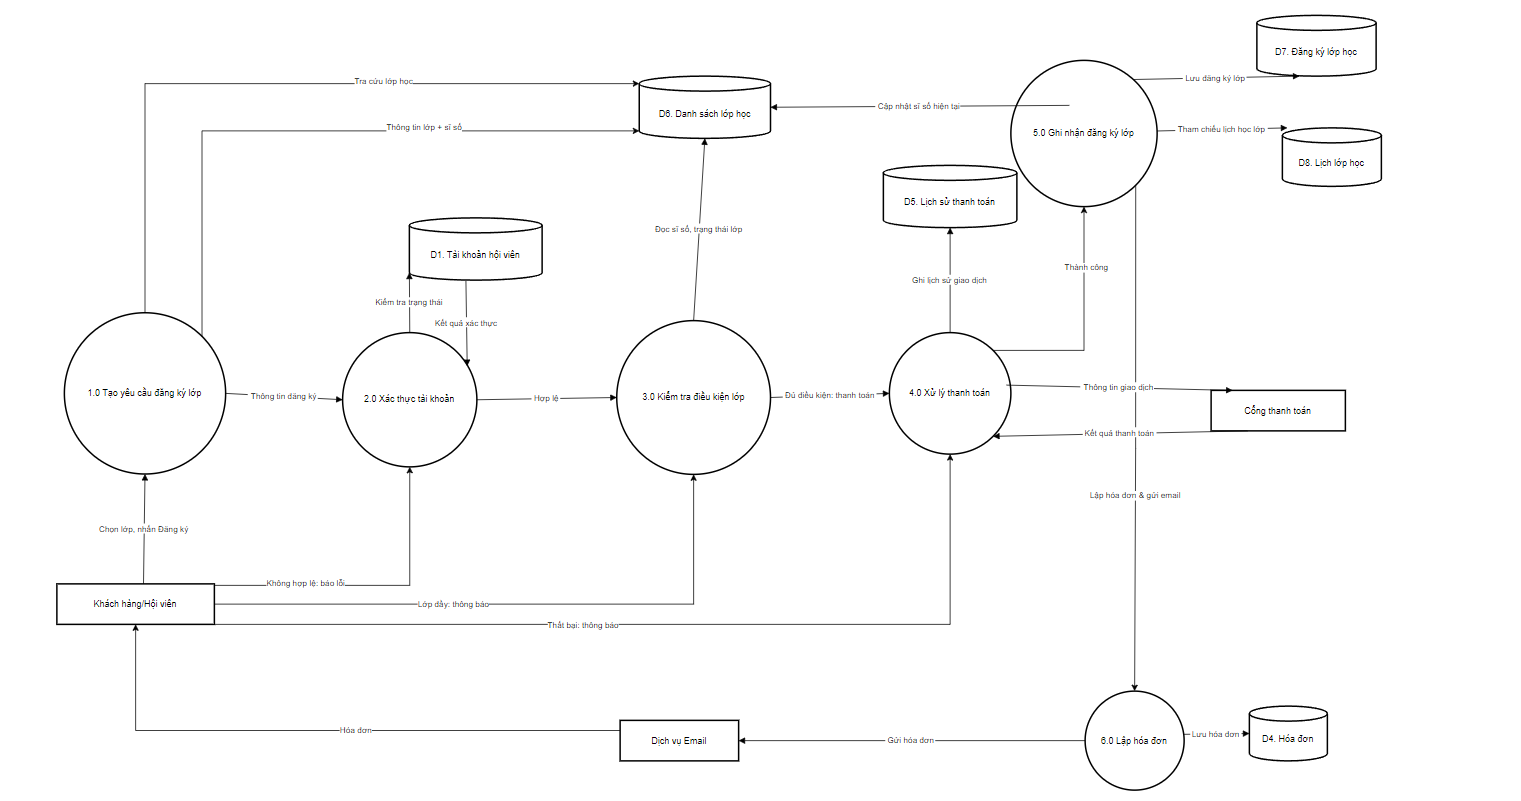 D7. Đăng ký lớp học
Tra cứu lớp học
Lưu đăng ký lớp
D6. Danh sách lớp học
Cập nhật sĩ số hiện tại
Thông tin lớp + sĩ số
5.0 Ghi nhận đăng ký lớp
Tham chiếu lịch học lớp
D8. Lịch lớp học
D5. Lịch sử thanh toán
Đọc sĩ số, trạng thái lớp
D1. Tài khoản hội viên
Thành công
Ghi lịch sử giao dịch
Kiểm tra trạng thái
Kết quả xác thực
1.0 Tạo yêu cầu đăng ký lớp
Thông tin đăng ký
2.0 Xác thực tài khoản
Hợp lệ
3.0 Kiểm tra điều kiện lớp
Đủ điều kiện: thanh toán
4.0 Xử lý thanh toán
Thông tin giao dịch
Cổng thanh toán
Kết quả thanh toán
Lập hóa đơn & gửi email
Chọn lớp, nhấn Đăng ký
Không hợp lệ: báo lỗi
Khách hàng/Hội viên
Lớp đầy: thông báo
Thất bại: thông báo
Hóa đơn
Dịch vụ Email
Gửi hóa đơn
6.0 Lập hóa đơn
Lưu hóa đơn
D4. Hóa đơn